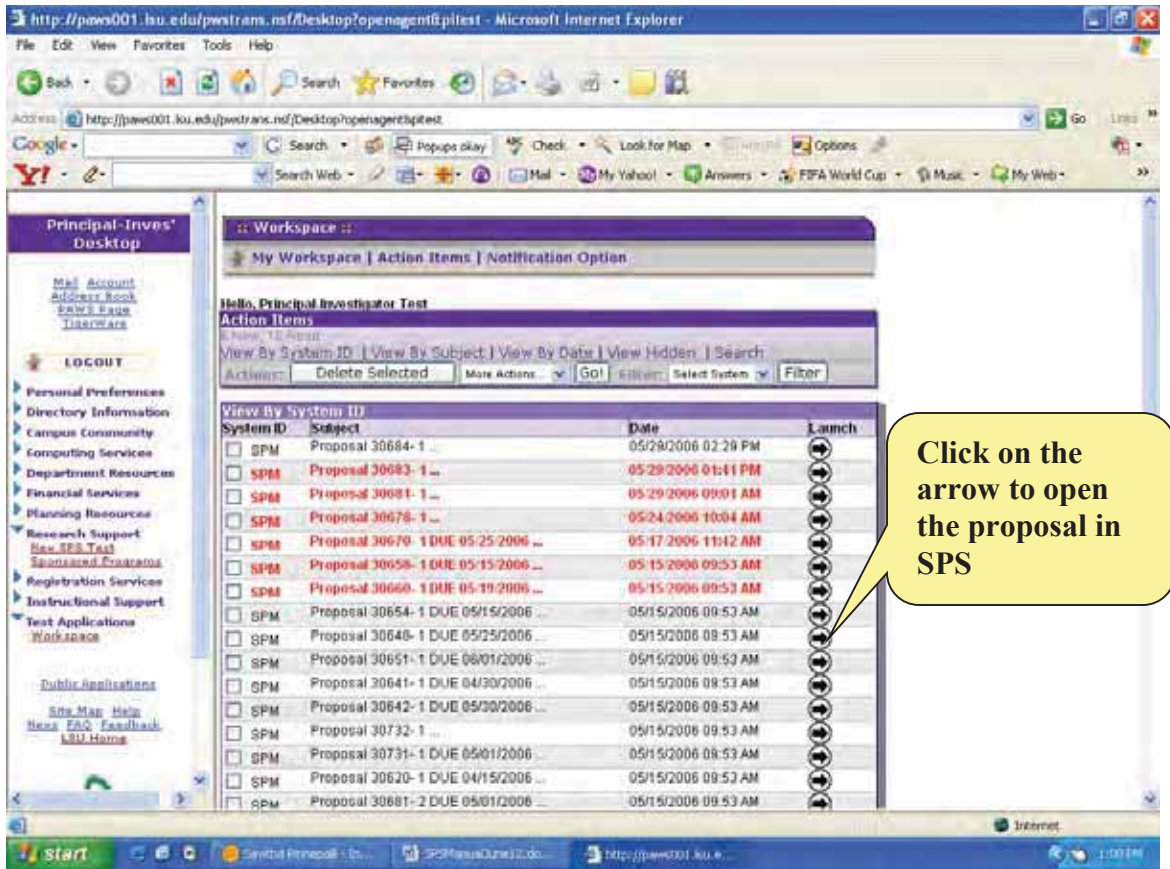 http://paws001.lsu.edu/pwstrans.nsf/Desktop?openagent&pitest - Microsoft Internet Explorer
File Edit View Favorites Tools Help
Back Search Favorites
Address http://paws001.lsu.edu/pwstrans.nsf/Desktop?openagent&pitest Go Links »
Google Search Popups okay Check Look for Map Options
Y! Search Web Mail My Yahoo! Answers FIFA World Cup Music My Web »
Principal-Inves'
Desktop
Mail Account
Address Book
PAWS Page
TigerWare
LOGOUT
Personal Preferences
Directory Information
Campus Community
Computing Services
Department Resources
Financial Services
Planning Resources
Research Support
New SPS Test
Sponsored Programs
Registration Services
Instructional Support
Test Applications
Workspace
Public Applications
Site Map Help
News FAQ Feedback
LSU Home
:: Workspace ::
My Workspace | Action Items | Notification Option
Hello, Principal-Investigator Test
Action Items
View By System ID | View By Subject | View By Date | View Hidden | Search
Actions: Delete Selected More Actions... Go! Filter: Select System Filter
View By System ID
System ID Subject Date Launch
SPM Proposal 30684- 1 ... 05/29/2006 02:29 PM
SPM Proposal 30683- 1 ... 05/29/2006 01:41 PM
SPM Proposal 30681- 1 ... 05/29/2006 09:01 AM
SPM Proposal 30678- 1 ... 05/24/2006 10:04 AM
SPM Proposal 30670- 1 DUE 05/25/2006 ... 05/17/2006 11:42 AM
SPM Proposal 30658- 1 DUE 05/15/2006 ... 05/15/2006 09:53 AM
SPM Proposal 30660- 1 DUE 05/19/2006 ... 05/15/2006 09:53 AM
SPM Proposal 30654- 1 DUE 05/15/2006 ... 05/15/2006 09:53 AM
SPM Proposal 30648- 1 DUE 05/25/2006 ... 05/15/2006 09:53 AM
SPM Proposal 30651- 1 DUE 06/01/2006 ... 05/15/2006 09:53 AM
SPM Proposal 30641- 1 DUE 04/30/2006 ... 05/15/2006 09:53 AM
SPM Proposal 30642- 1 DUE 05/30/2006 ... 05/15/2006 09:53 AM
SPM Proposal 30732- 1 ... 05/15/2006 09:53 AM
SPM Proposal 30731- 1 DUE 05/01/2006 ... 05/15/2006 09:53 AM
SPM Proposal 30620- 1 DUE 04/15/2006 ... 05/15/2006 09:53 AM
SPM Proposal 30681- 2 DUE 05/01/2006 ... 05/15/2006 09:53 AM
Click on the
arrow to open
the proposal in
SPS
Internet
start SPSManualJune12.do... http://paws001.lsu.e... 1:00 PM